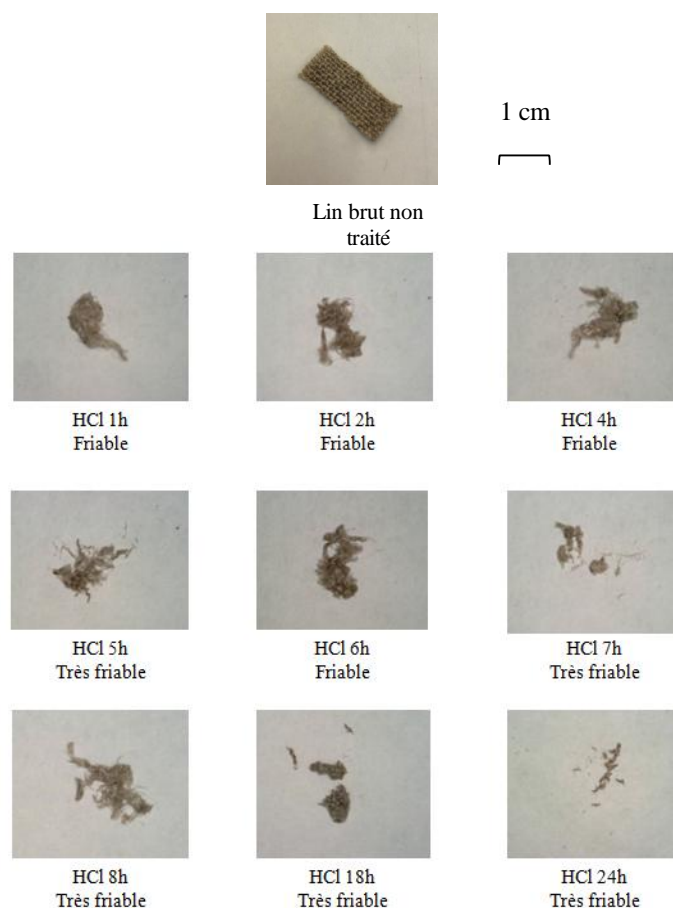 1 cm
Lin brut non
traité
HCl 1h
Friable
HCl 2h
Friable
HCl 4h
Friable
HCl 5h
Très friable
HCl 6h
Friable
HCl 7h
Très friable
HCl 8h
Très friable
HCl 18h
Très friable
HCl 24h
Très friable